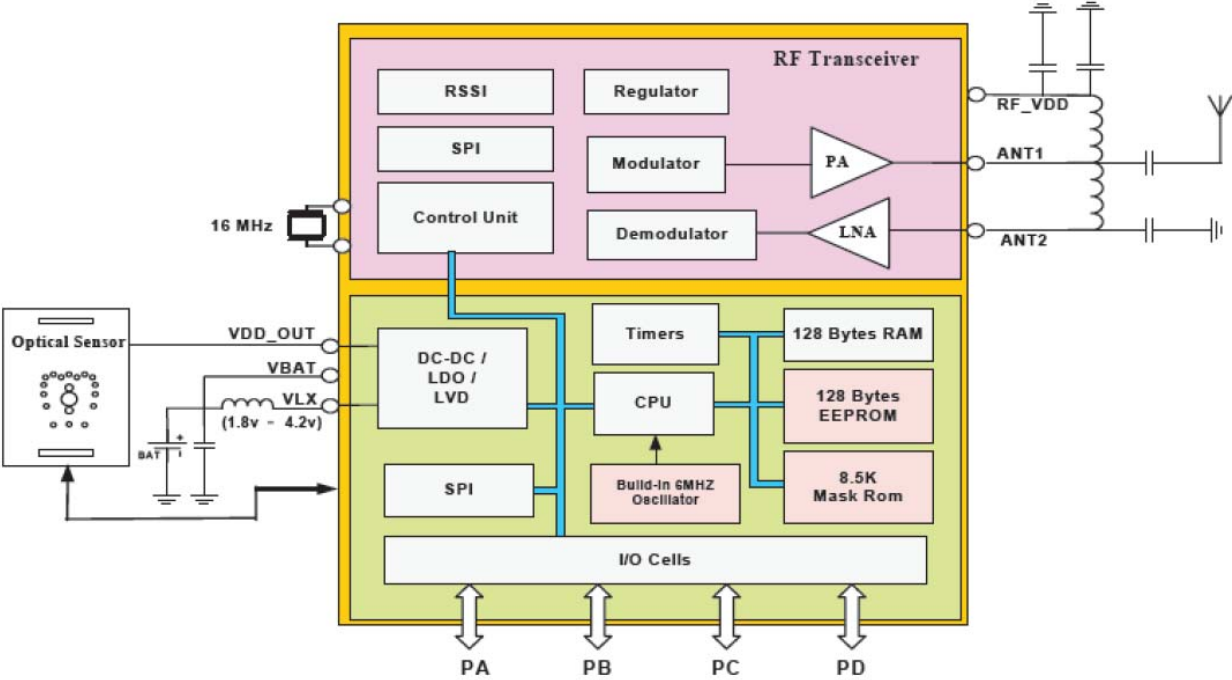 RF Transceiver
RSSI
Regulator
RF_VDD
SPI
Modulator
PA
ANT1
16 MHz
Control Unit
Demodulator
LNA
ANT2
Optical Sensor
VDD_OUT
VBAT
VLX
(1.8v - 4.2v)
BAT
+
-
DC-DC /
LDO /
LVD
Timers
128 Bytes RAM
CPU
128 Bytes
EEPROM
SPI
Build-In 6MHZ
Oscillator
8.5K
Mask Rom
I/O Cells
PA
PB
PC
PD